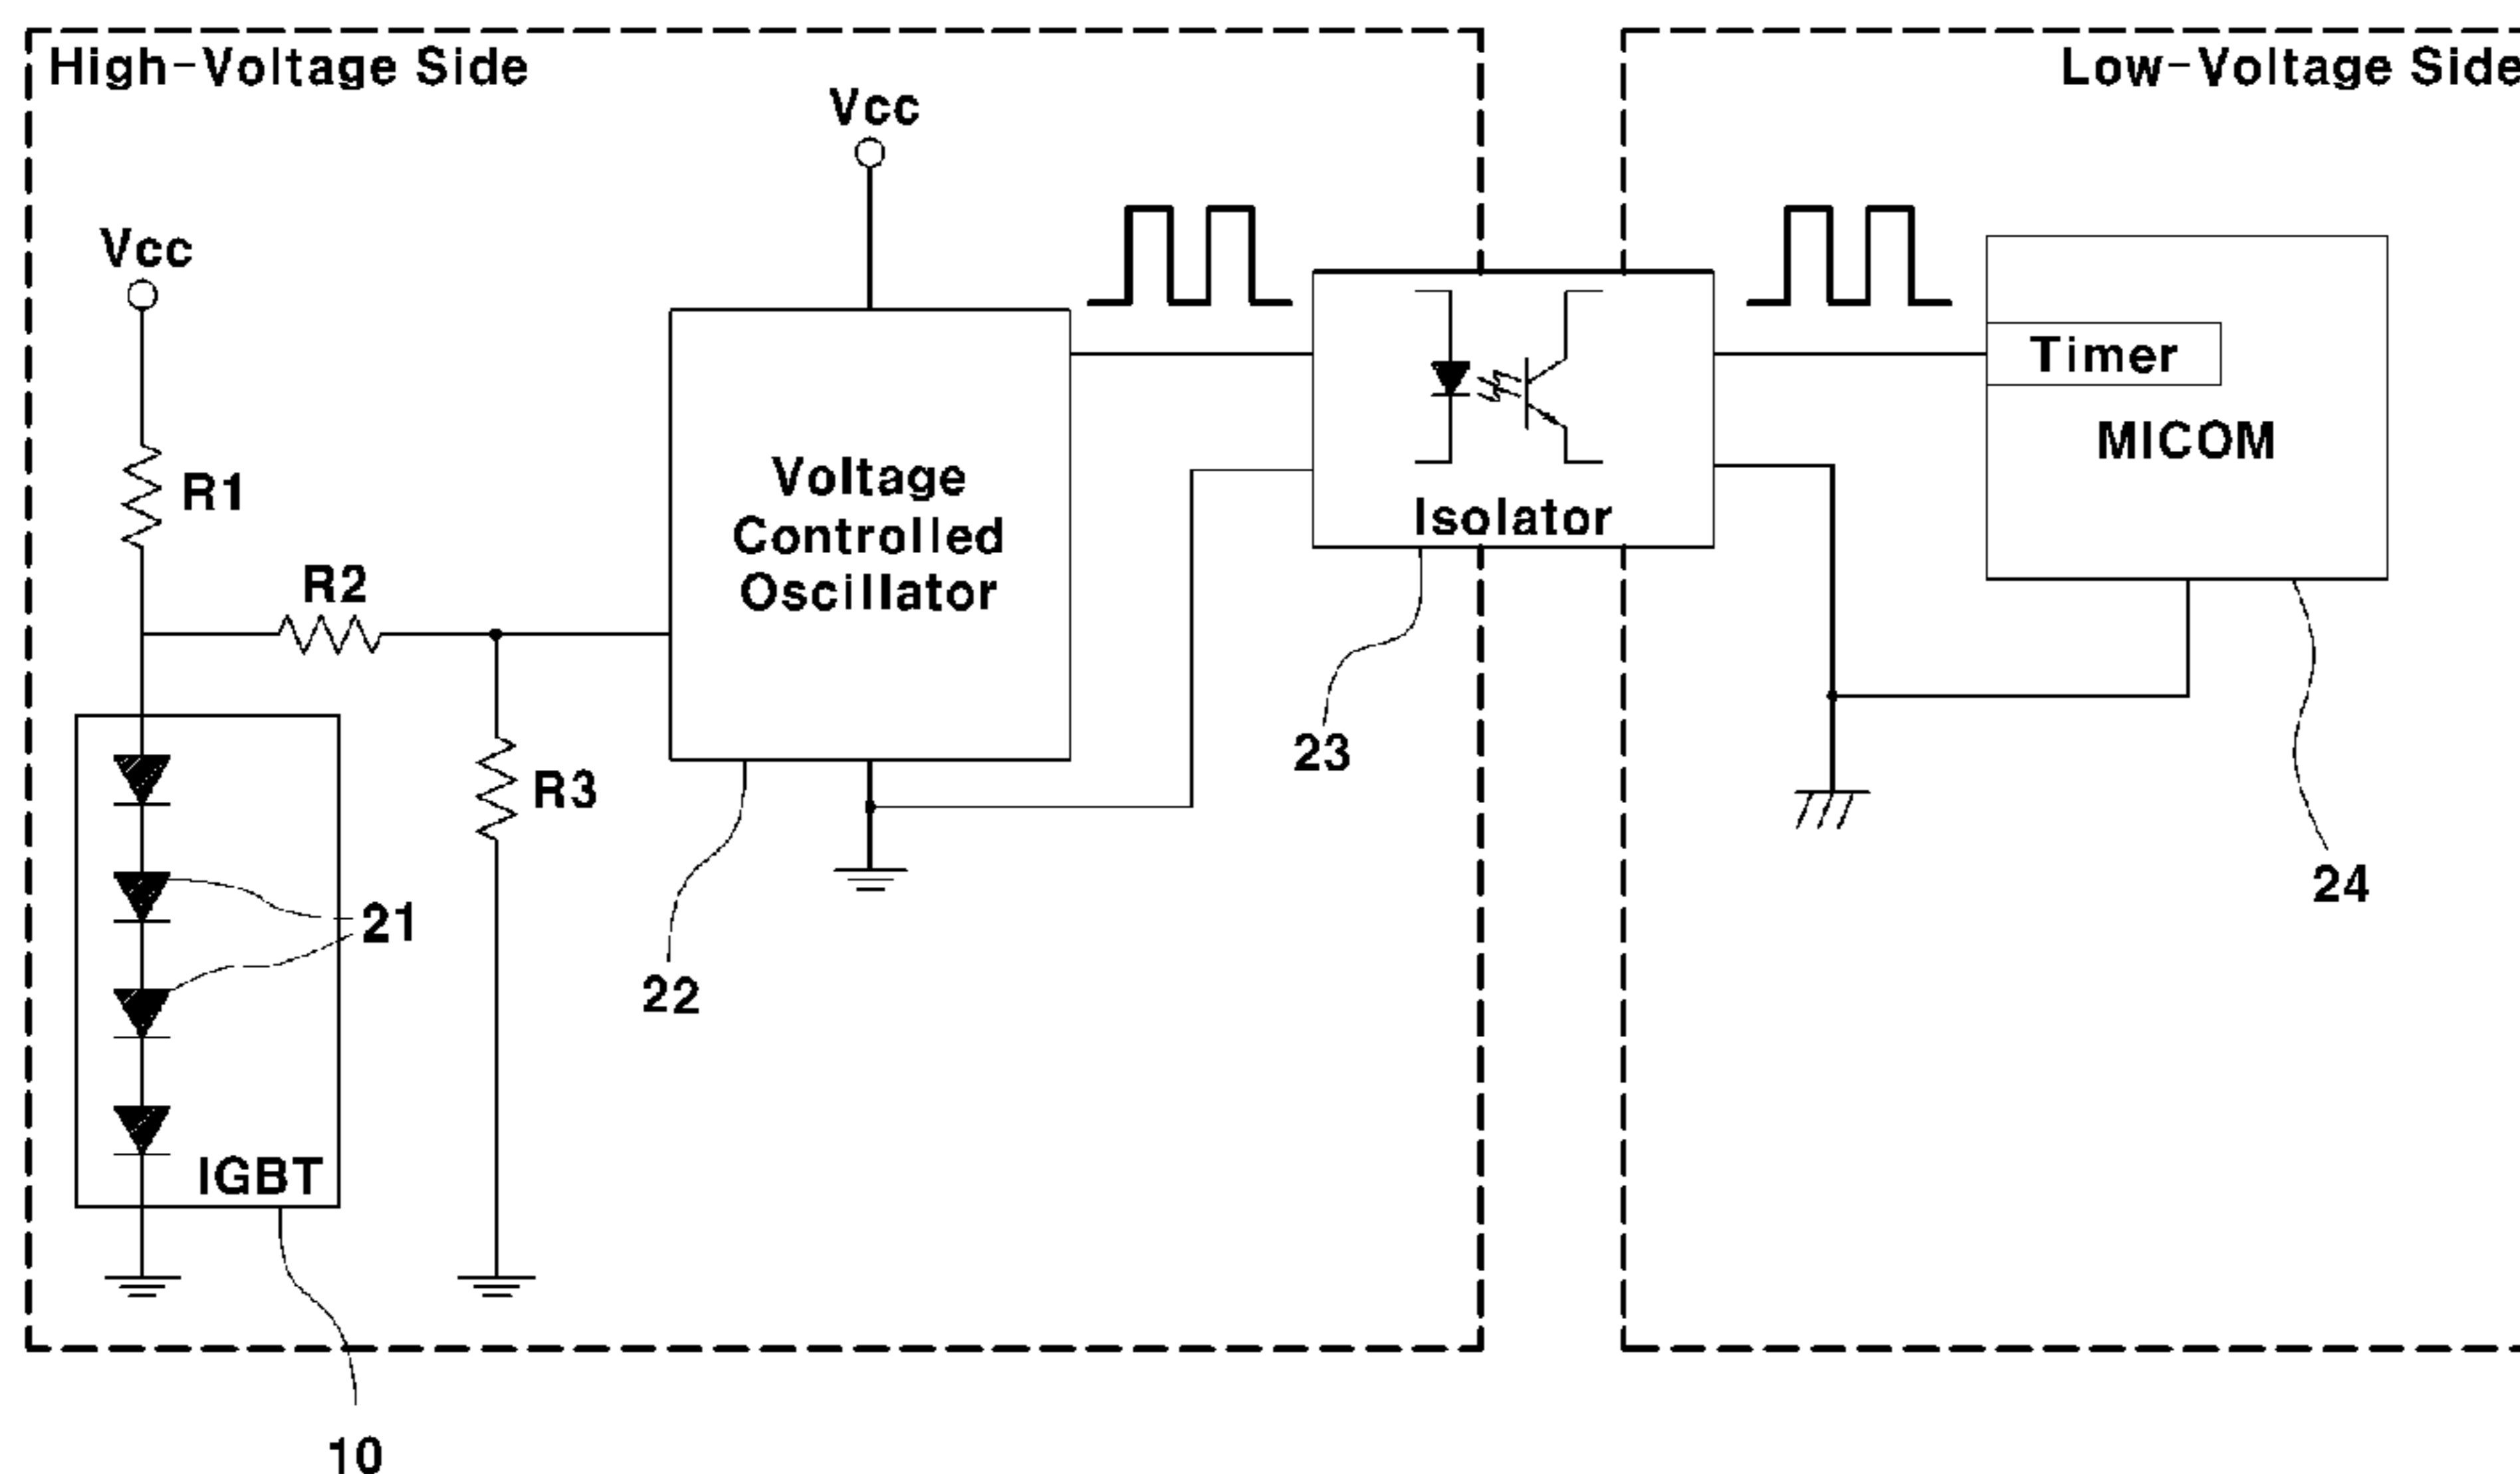 High-Voltage Side
Low-Voltage Side
Vcc
Vcc
R1
R2
R3
Voltage
Controlled
Oscillator
Isolator
Timer
MICOM
21
22
23
24
IGBT
10